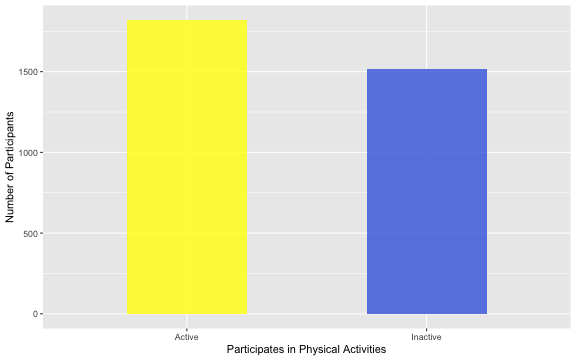 1500
1000
500
0
Number of Participants
Active
Inactive
Participates in Physical Activities